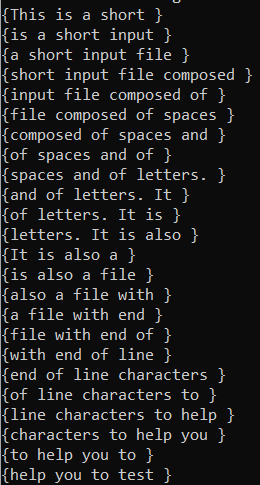 {This is a short }
{is a short input }
{a short input file }
{short input file composed }
{input file composed of }
{file composed of spaces }
{composed of spaces and }
{of spaces and of }
{spaces and of letters. }
{and of letters. It }
{of letters. It is }
{letters. It is also }
{It is also a }
{is also a file }
{also a file with }
{a file with end }
{file with end of }
{with end of line }
{end of line characters }
{of line characters to }
{line characters to help }
{characters to help you }
{to help you to }
{help you to test }